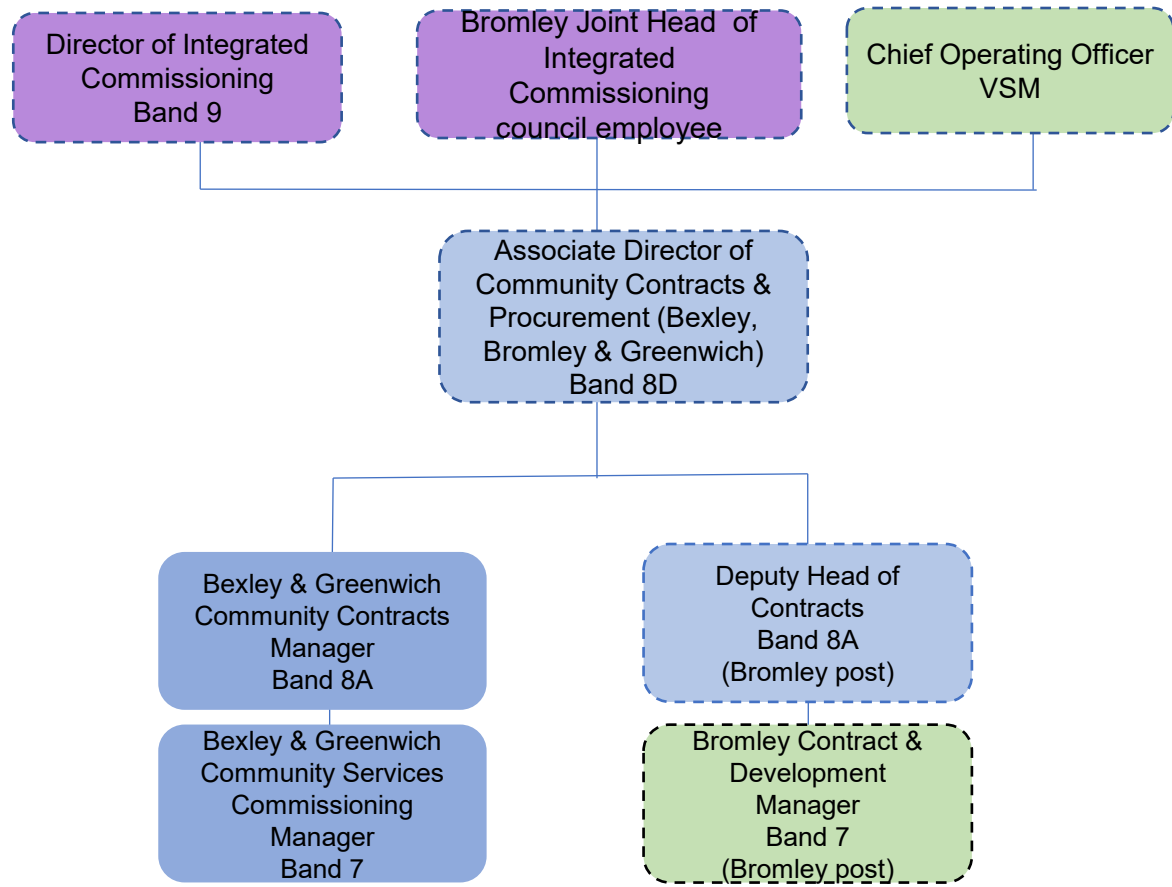 Director of Integrated
Commissioning
Band 9
Bromley Joint Head of
Integrated
Commissioning
council employee
Chief Operating Officer
VSM
Associate Director of
Community Contracts &
Procurement (Bexley,
Bromley & Greenwich)
Band 8D
Bexley & Greenwich
Community Contracts
Manager
Band 8A
Deputy Head of
Contracts
Band 8A
(Bromley post)
Bexley & Greenwich
Community Services
Commissioning
Manager
Band 7
Bromley Contract &
Development
Manager
Band 7
(Bromley post)